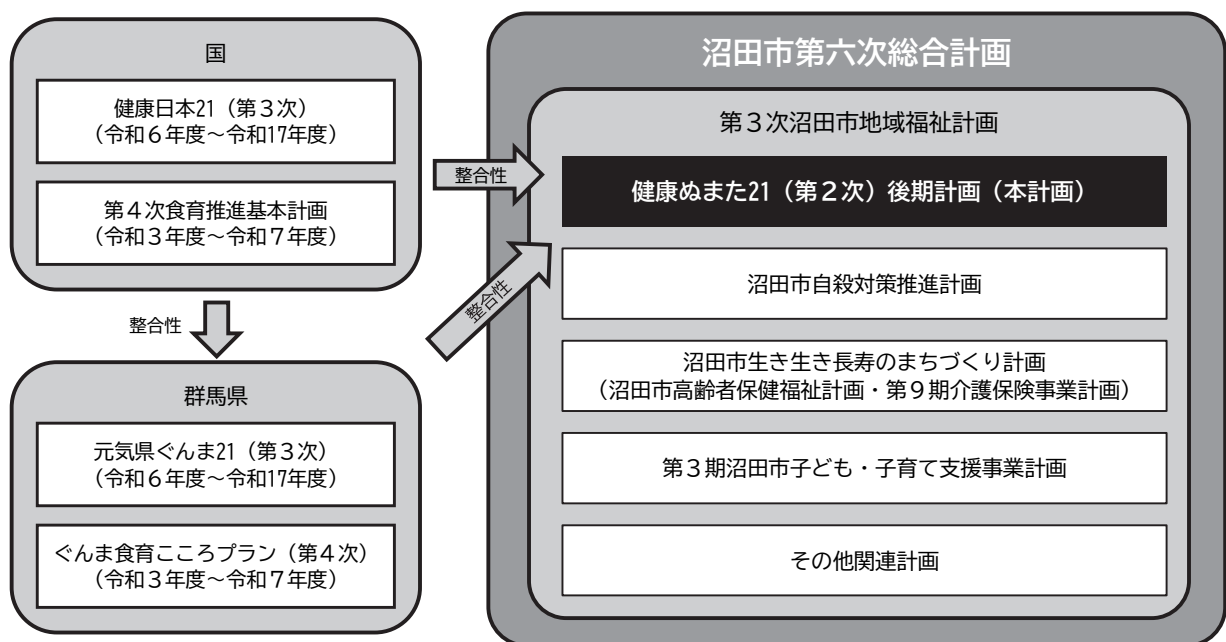 国
健康日本21（第３次）
（令和６年度～令和17年度）
第４次食育推進基本計画
（令和３年度～令和７年度）
整合性
群馬県
元気県ぐんま21（第３次）
（令和６年度～令和17年度）
ぐんま食育こころプラン（第４次）
（令和３年度～令和７年度）
整合性
整合性
沼田市第六次総合計画
第３次沼田市地域福祉計画
健康ぬまた21（第２次）後期計画（本計画）
沼田市自殺対策推進計画
沼田市生き生き長寿のまちづくり計画
（沼田市高齢者保健福祉計画・第９期介護保険事業計画）
第３期沼田市子ども・子育て支援事業計画
その他関連計画